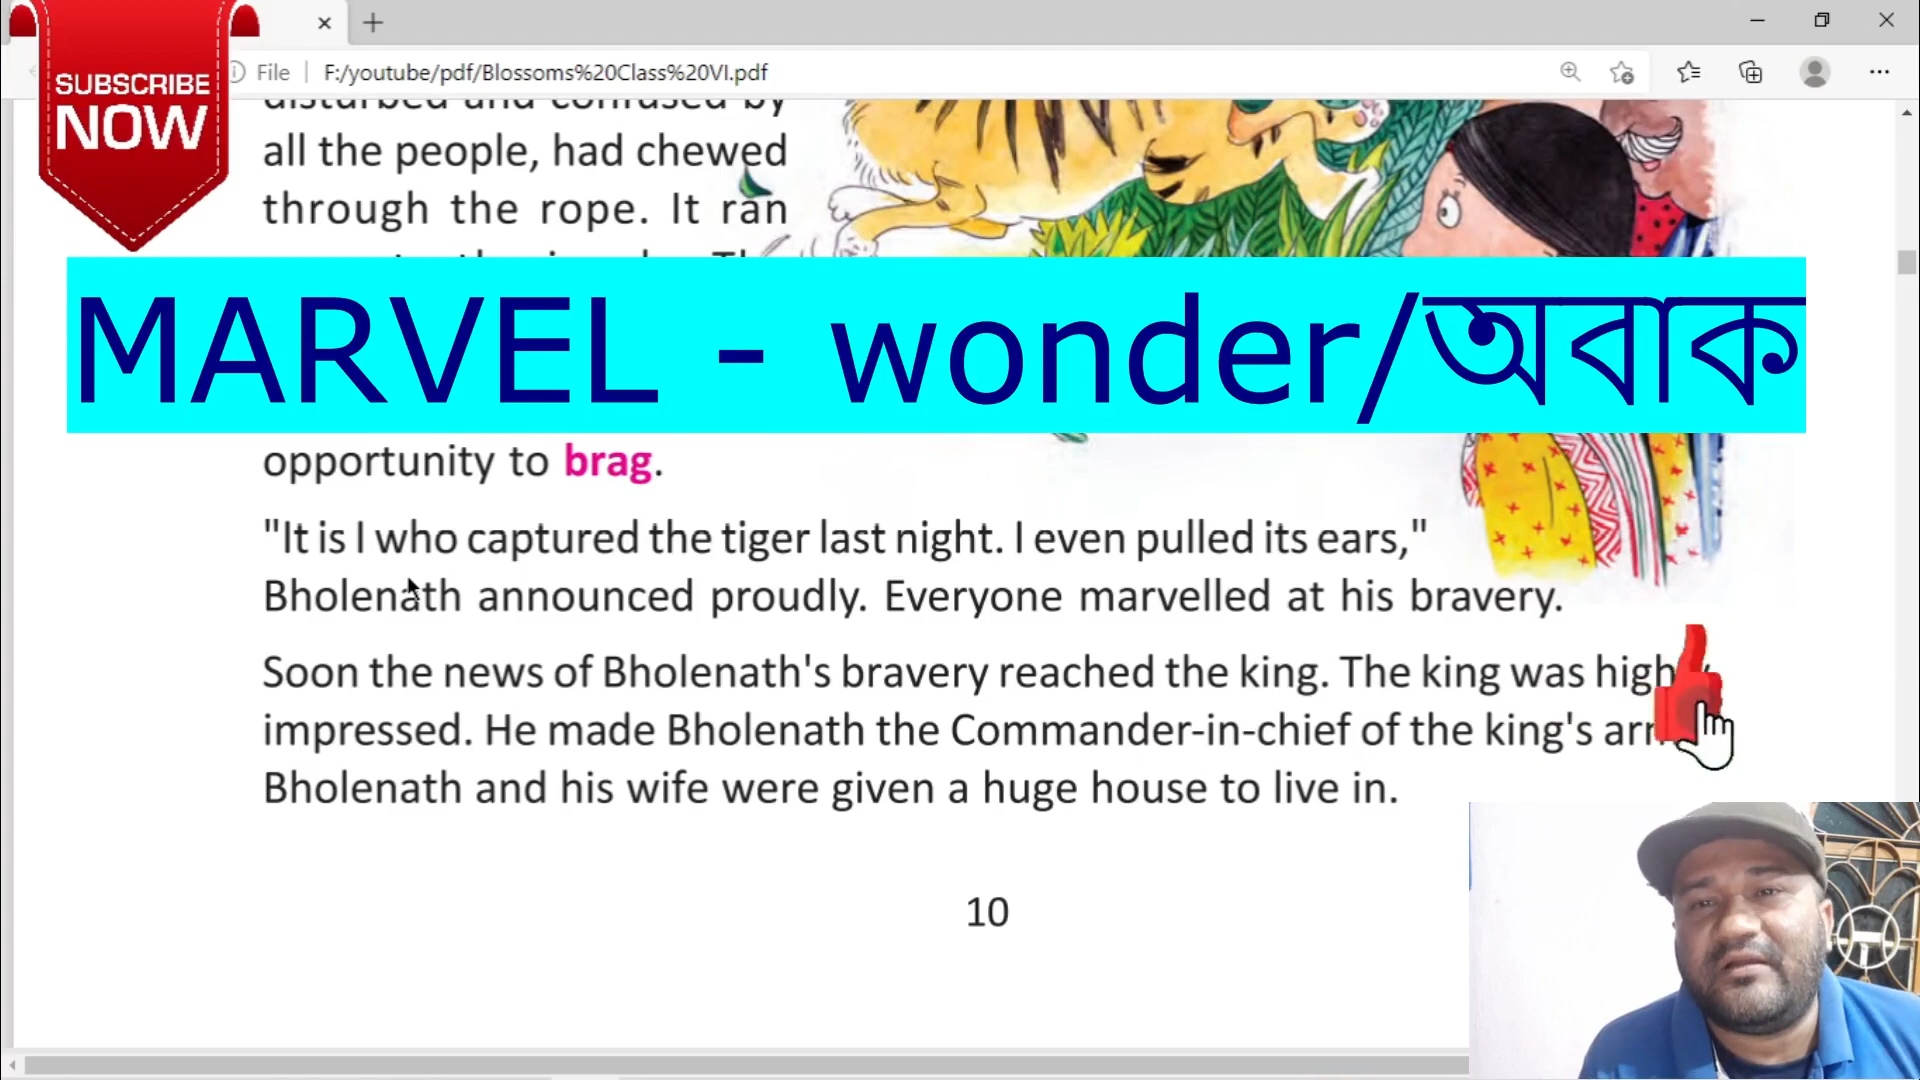 SUBSCRIBE
NOW
File
F:/youtube/pdf/Blossoms%20Class%20VI.pdf
disturbed and confused by
all the people, had chewed
through the rope. It ran
MARVEL - wonder/অবাক
opportunity to brag.
"It is I who captured the tiger last night. I even pulled its ears,"
Bholenath announced proudly. Everyone marvelled at his bravery.
Soon the news of Bholenath's bravery reached the king. The king was
impressed. He made Bholenath the Commander-in-chief of the king's
Bholenath and his wife were given a huge house to live in.
10